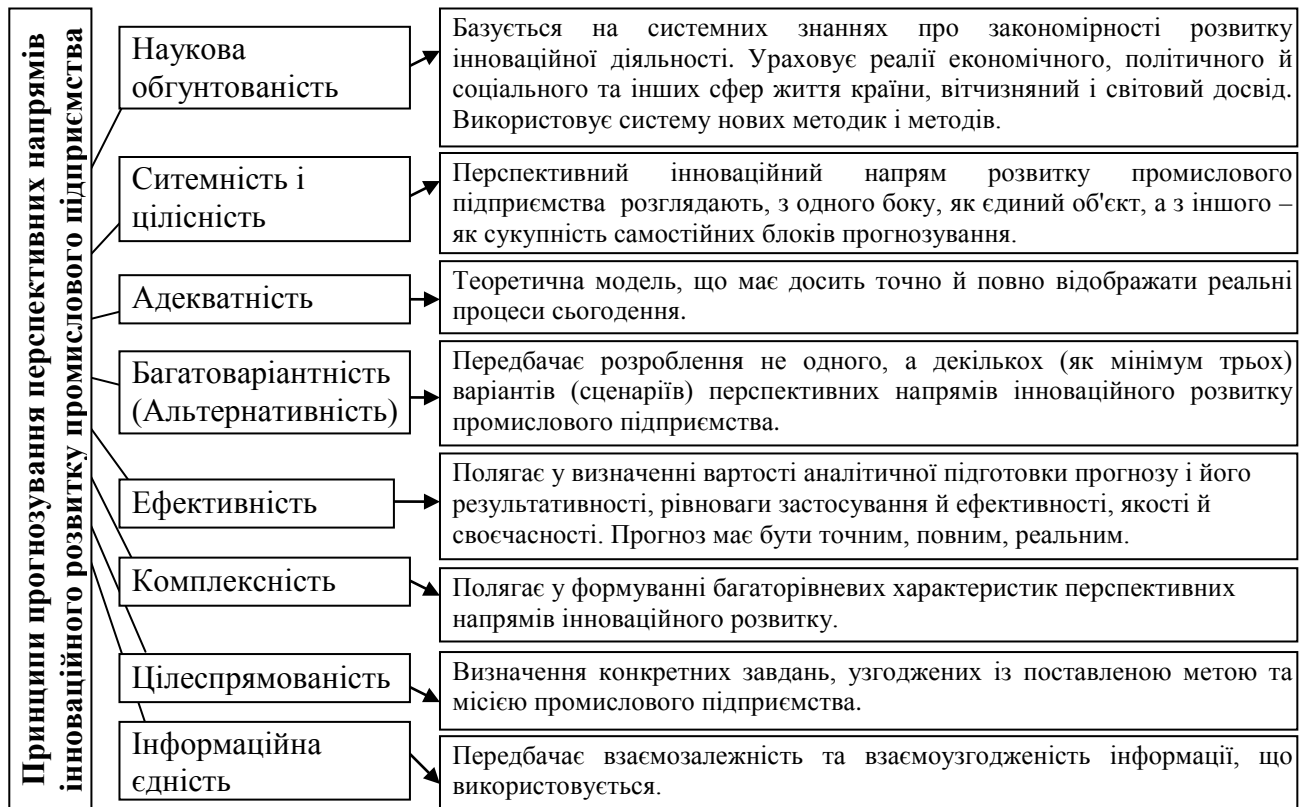 Принципи прогнозування перспективних напрямів
інноваційного розвитку промислового підприємства
Наукова
обгунтованість
Базується на системних знаннях про закономірності розвитку
інноваційної діяльності. Ураховує реалії економічного, політичного й
соціального та інших сфер життя країни, вітчизняний і світовий досвід.
Використовує систему нових методик і методів.
Ситемність і
цілісність
Перспективний інноваційний напрям розвитку промислового
підприємства розглядають, з одного боку, як єдиний об'єкт, а з іншого –
як сукупність самостійних блоків прогнозування.
Адекватність
Теоретична модель, що має досить точно й повно відображати реальні
процеси сьогодення.
Багатоваріантність
(Альтернативність)
Передбачає розроблення не одного, а декількох (як мінімум трьох)
варіантів (сценаріїв) перспективних напрямів інноваційного розвитку
промислового підприємства.
Ефективність
Полягає у визначенні вартості аналітичної підготовки прогнозу і його
результативності, рівноваги застосування й ефективності, якості й
своєчасності. Прогноз має бути точним, повним, реальним.
Комплексність
Полягає у формуванні багаторівневих характеристик перспективних
напрямів інноваційного розвитку.
Цілеспрямованість
Визначення конкретних завдань, узгоджених із поставленою метою та
місією промислового підприємства.
Інформаційна
єдність
Передбачає взаємозалежність та взаємоузгодженість інформації, що
використовується.